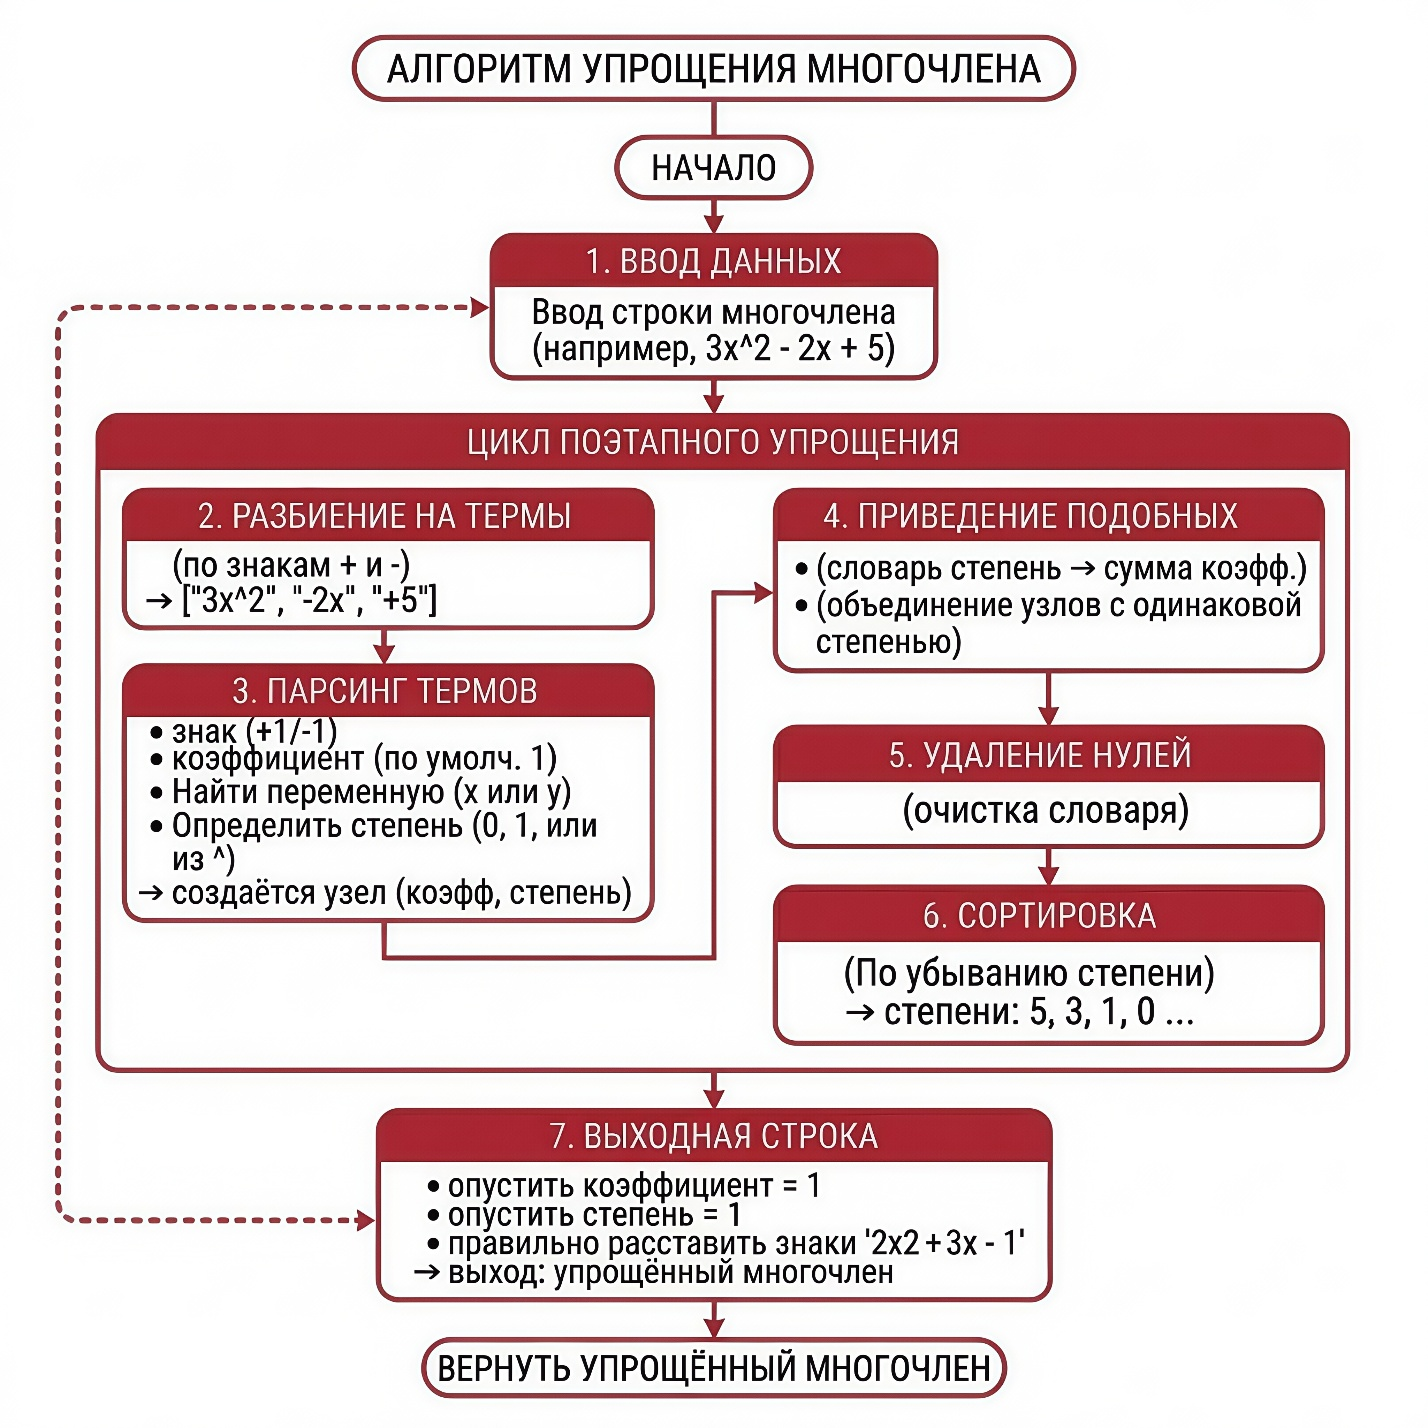 АЛГОРИТМ УПРОЩЕНИЯ МНОГОЧЛЕНА
НАЧАЛО
1. ВВОД ДАННЫХ
Ввод строки многочлена
(например, 3x^2 - 2x + 5)
ЦИКЛ ПОЭТАПНОГО УПРОЩЕНИЯ
2. РАЗБИЕНИЕ НА ТЕРМЫ
(по знакам + и -)
→ ["3x^2", "-2x", "+5"]
3. ПАРСИНГ ТЕРМОВ
• знак (+1/-1)
• коэффициент (по умолч. 1)
• Найти переменную (x или y)
• Определить степень (0, 1, или
из ^)
→ создаётся узел (коэфф, степень)
4. ПРИВЕДЕНИЕ ПОДОБНЫХ
• (словарь степень → сумма коэфф.)
• (объединение узлов с одинаковой
степенью)
5. УДАЛЕНИЕ НУЛЕЙ
(очистка словаря)
6. СОРТИРОВКА
(По убыванию степени)
→ степени: 5, 3, 1, 0 ...
7. ВЫХОДНАЯ СТРОКА
• опустить коэффициент = 1
• опустить степень = 1
• правильно расставить знаки '2x2 + 3x - 1'
→ выход: упрощённый многочлен
ВЕРНУТЬ УПРОЩЁННЫЙ МНОГОЧЛЕН